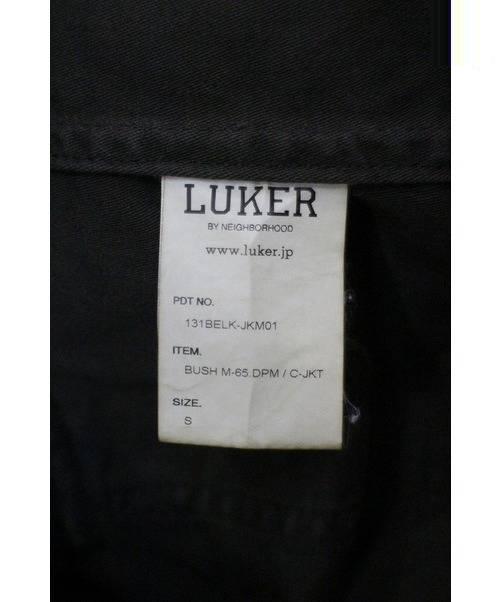 LUKER
BY NEIGHBORHOOD
www.luker.jp
PDT NO.
131BELK-JKM01
ITEM.
BUSH M-65.DPM / C-JKT
SIZE.
S